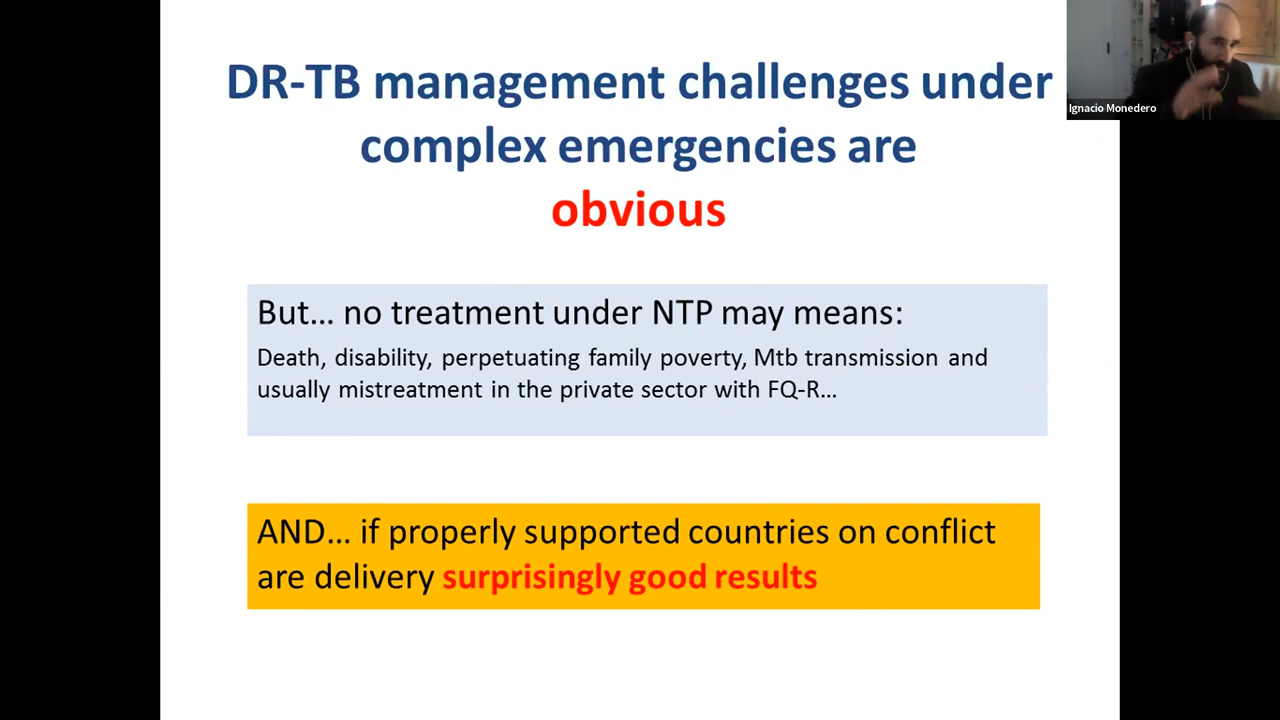 DR-TB management challenges under
complex emergencies are
obvious
Ignacio Monedero
But... no treatment under NTP may means:
Death, disability, perpetuating family poverty, Mtb transmission and
usually mistreatment in the private sector with FQ-R...
AND... if properly supported countries on conflict
are delivery surprisingly good results